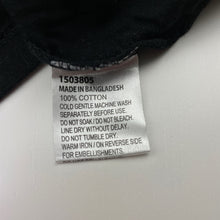 1503805
MADE IN BANGLADESH
100% COTTON
COLD GENTLE MACHINE WASH
SEPARATELY BEFORE USE.
DO NOT SOAK / DO NOT BLEACH.
LINE DRY WITHOUT DELAY.
DO NOT TUMBLE DRY.
WARM IRON / ON REVERSE SIDE
FOR EMBELLISHMENTS.